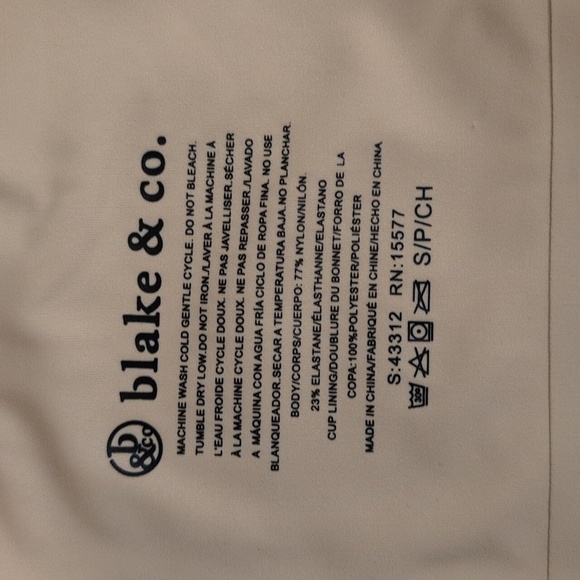 b &co blake & co.
MACHINE WASH COLD GENTLE CYCLE. DO NOT BLEACH.
TUMBLE DRY LOW.DO NOT IRON./LAVER À LA MACHINE À
L'EAU FROIDE CYCLE DOUX. NE PAS JAVELLISER.SÉCHER
À LA MACHINE CYCLE DOUX. NE PAS REPASSER./LAVADO
A MÁQUINA CON AGUA FRÍA CICLO DE ROPA FINA. NO USE
BLANQUEADOR.SECAR A TEMPERATURA BAJA.NO PLANCHAR.
BODY/CORPS/CUERPO: 77% NYLON/NILÓN
23% ELASTANE/ÉLASTHANNE/ELASTANO
CUP LINING/DOUBLURE DU BONNET/FORRO DE LA
COPA:100%POLYESTER/POLIÉSTER
MADE IN CHINA/FABRIQUÉ EN CHINE/HECHO EN CHINA
S:43312 RN:15577
S/P/CH